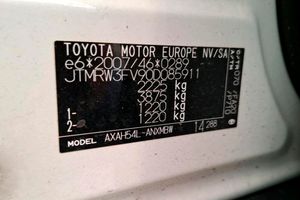 TOYOTA MOTOR EUROPE NV/SA
e6*2007/46*0289
JTMRW3FV90D085911
2225 kg
3875 kg
1- 1220 kg
2- 1220 kg
MODEL AXAH54L-ANXMBW